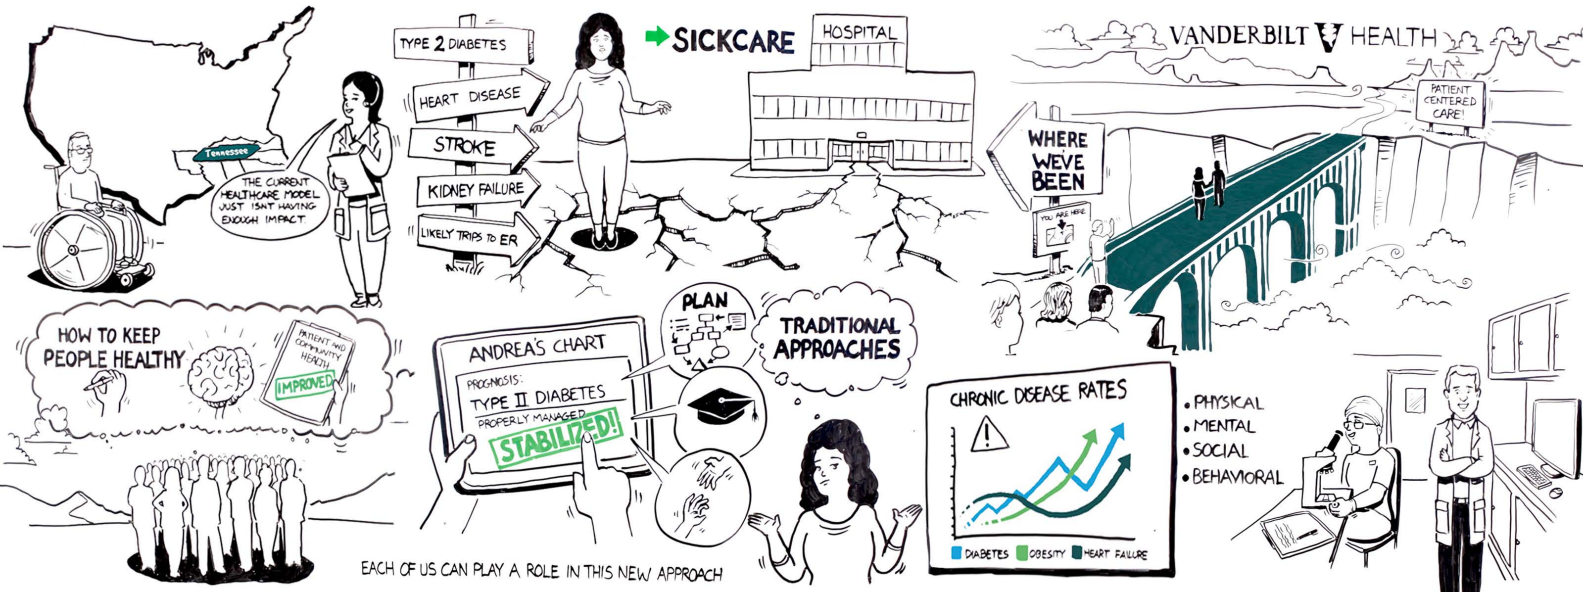 Tennessee
THE CURRENT
HEALTHCARE MODEL
JUST ISN'T HAVING
ENOUGH IMPACT.
TYPE 2 DIABETES
HEART DISEASE
STROKE
KIDNEY FAILURE
LIKELY TRIPS TO ER
SICKCARE
HOSPITAL
VANDERBILT V HEALTH
PATIENT
CENTERED
CARE!
WHERE
WE'VE
BEEN
YOU ARE HERE
HOW TO KEEP
PEOPLE HEALTHY
PATIENT AND
COMMUNITY
HEALTH
IMPROVED
ANDREA'S CHART
PROGNOSIS:
TYPE II DIABETES
PROPERLY MANAGED
STABILIZED!
PLAN
TRADITIONAL
APPROACHES
EACH OF US CAN PLAY A ROLE IN THIS NEW APPROACH
CHRONIC DISEASE RATES
!
DIABETES OBESITY HEART FAILURE
• PHYSICAL
• MENTAL
• SOCIAL
• BEHAVIORAL